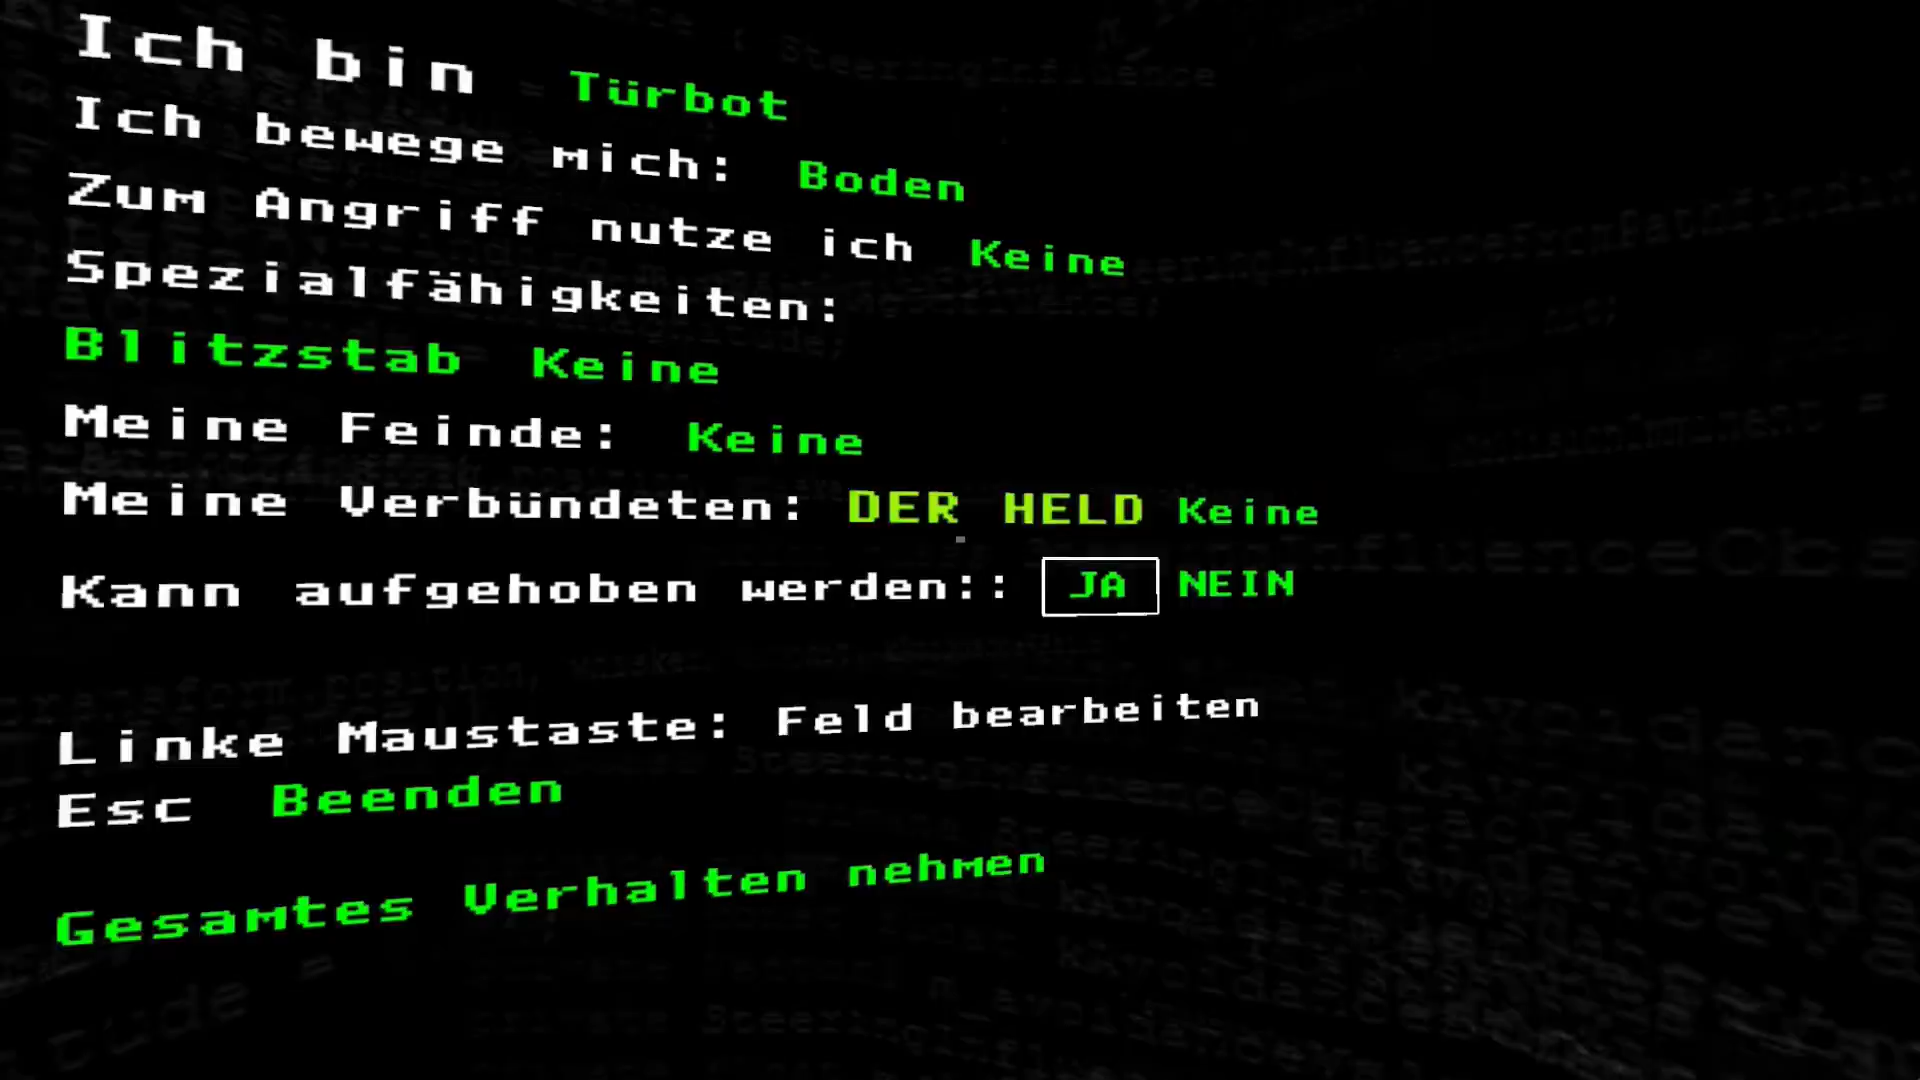 Ich bin Türbot
Ich bewege mich: Boden
Zum Angriff nutze ich Keine
Spezialfähigkeiten:
Blitzstab Keine
Meine Feinde: Keine
Meine Verbündeten: DER HELD Keine
Kann aufgehoben werden:: JA NEIN
Linke Maustaste: Feld bearbeiten
Esc Beenden
Gesamtes Verhalten nehmen